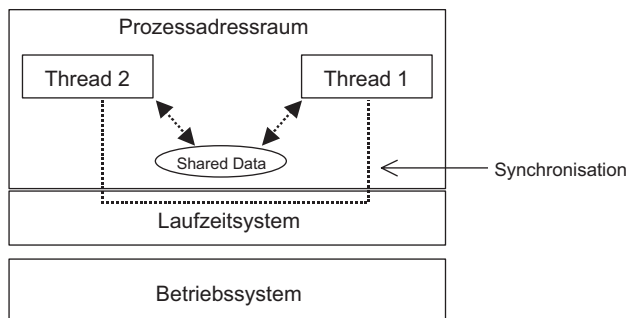 Prozessadressraum
Thread 2
Thread 1
Shared Data
Synchronisation
Laufzeitsystem
Betriebssystem